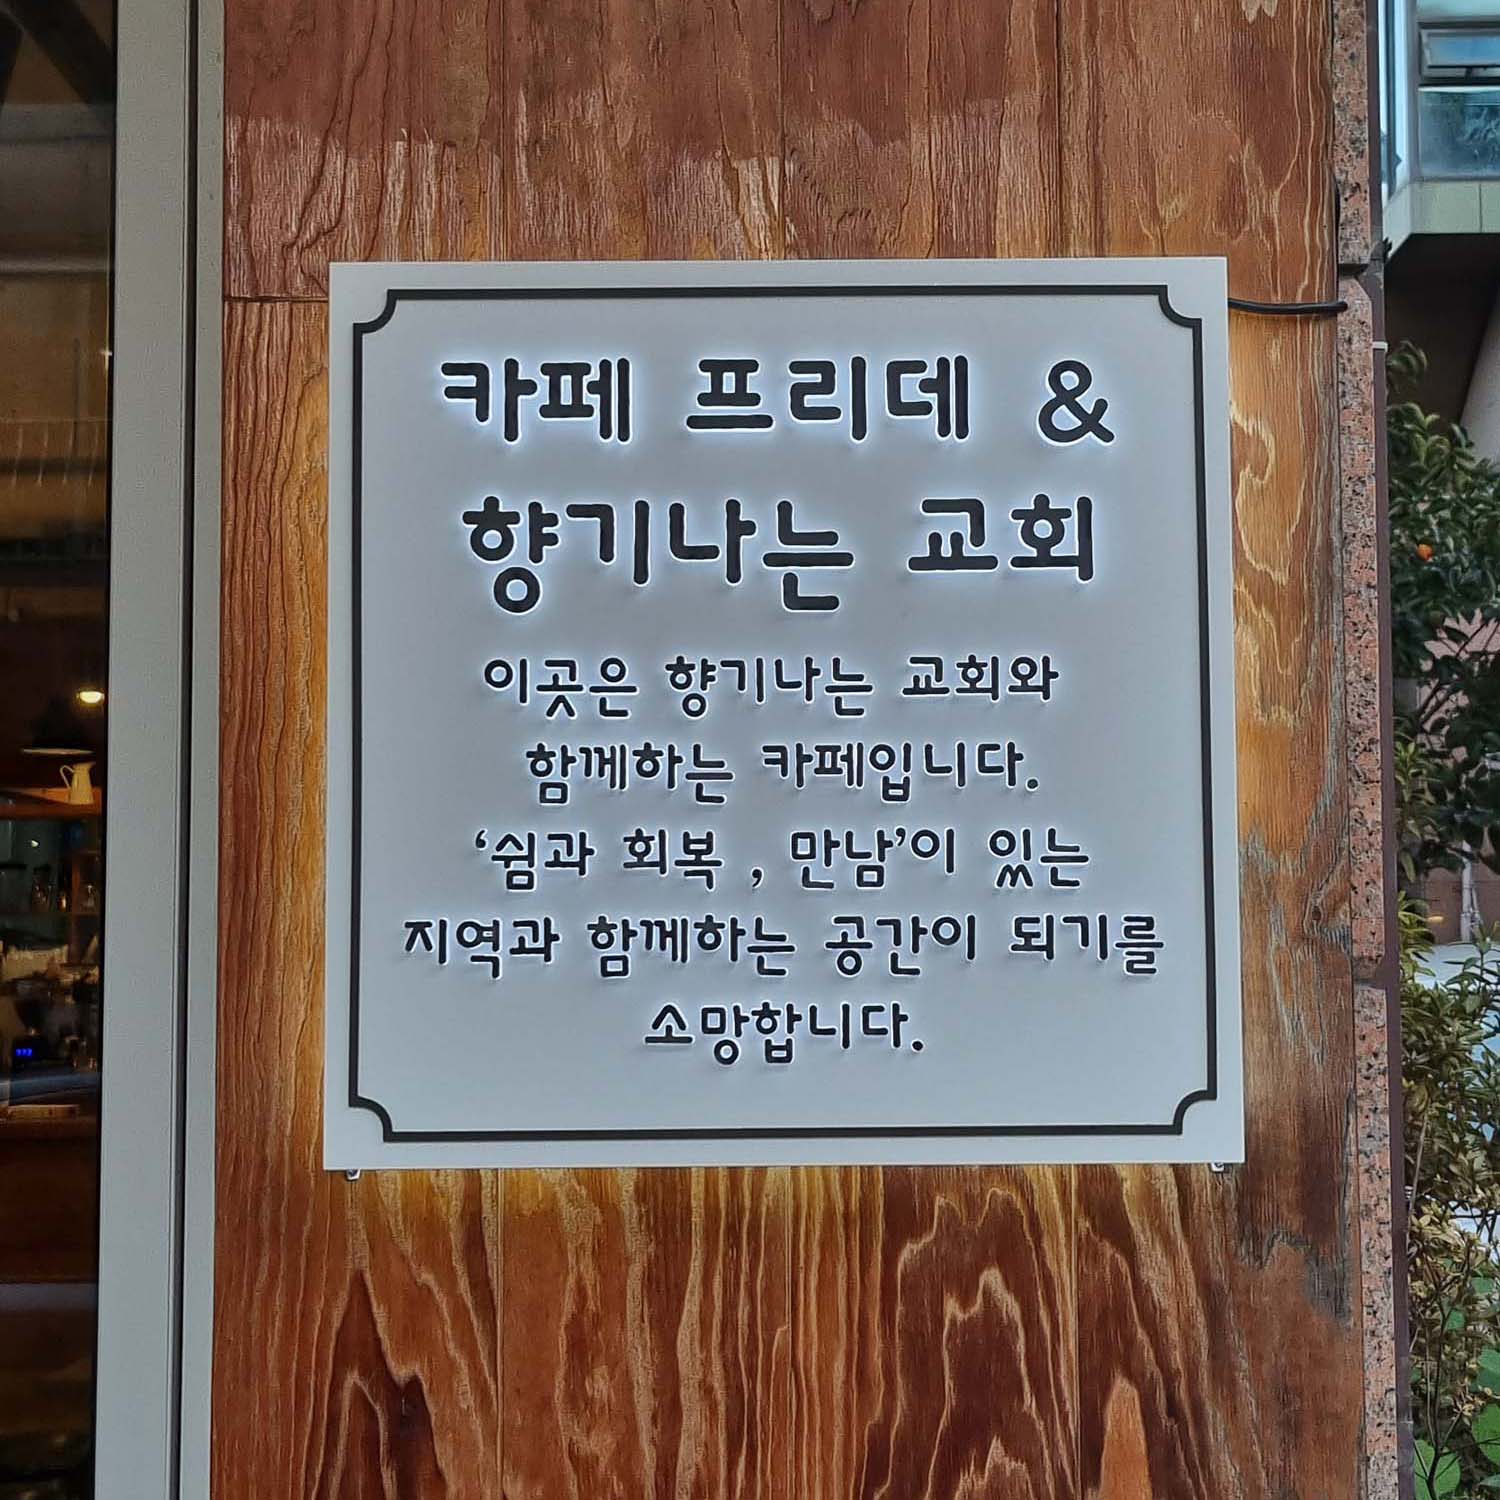 카페 프리데 &
향기나는 교회
이곳은 향기나는 교회와
함께하는 카페입니다.
‘쉼과 회복 , 만남’이 있는
지역과 함께하는 공간이 되기를
소망합니다.